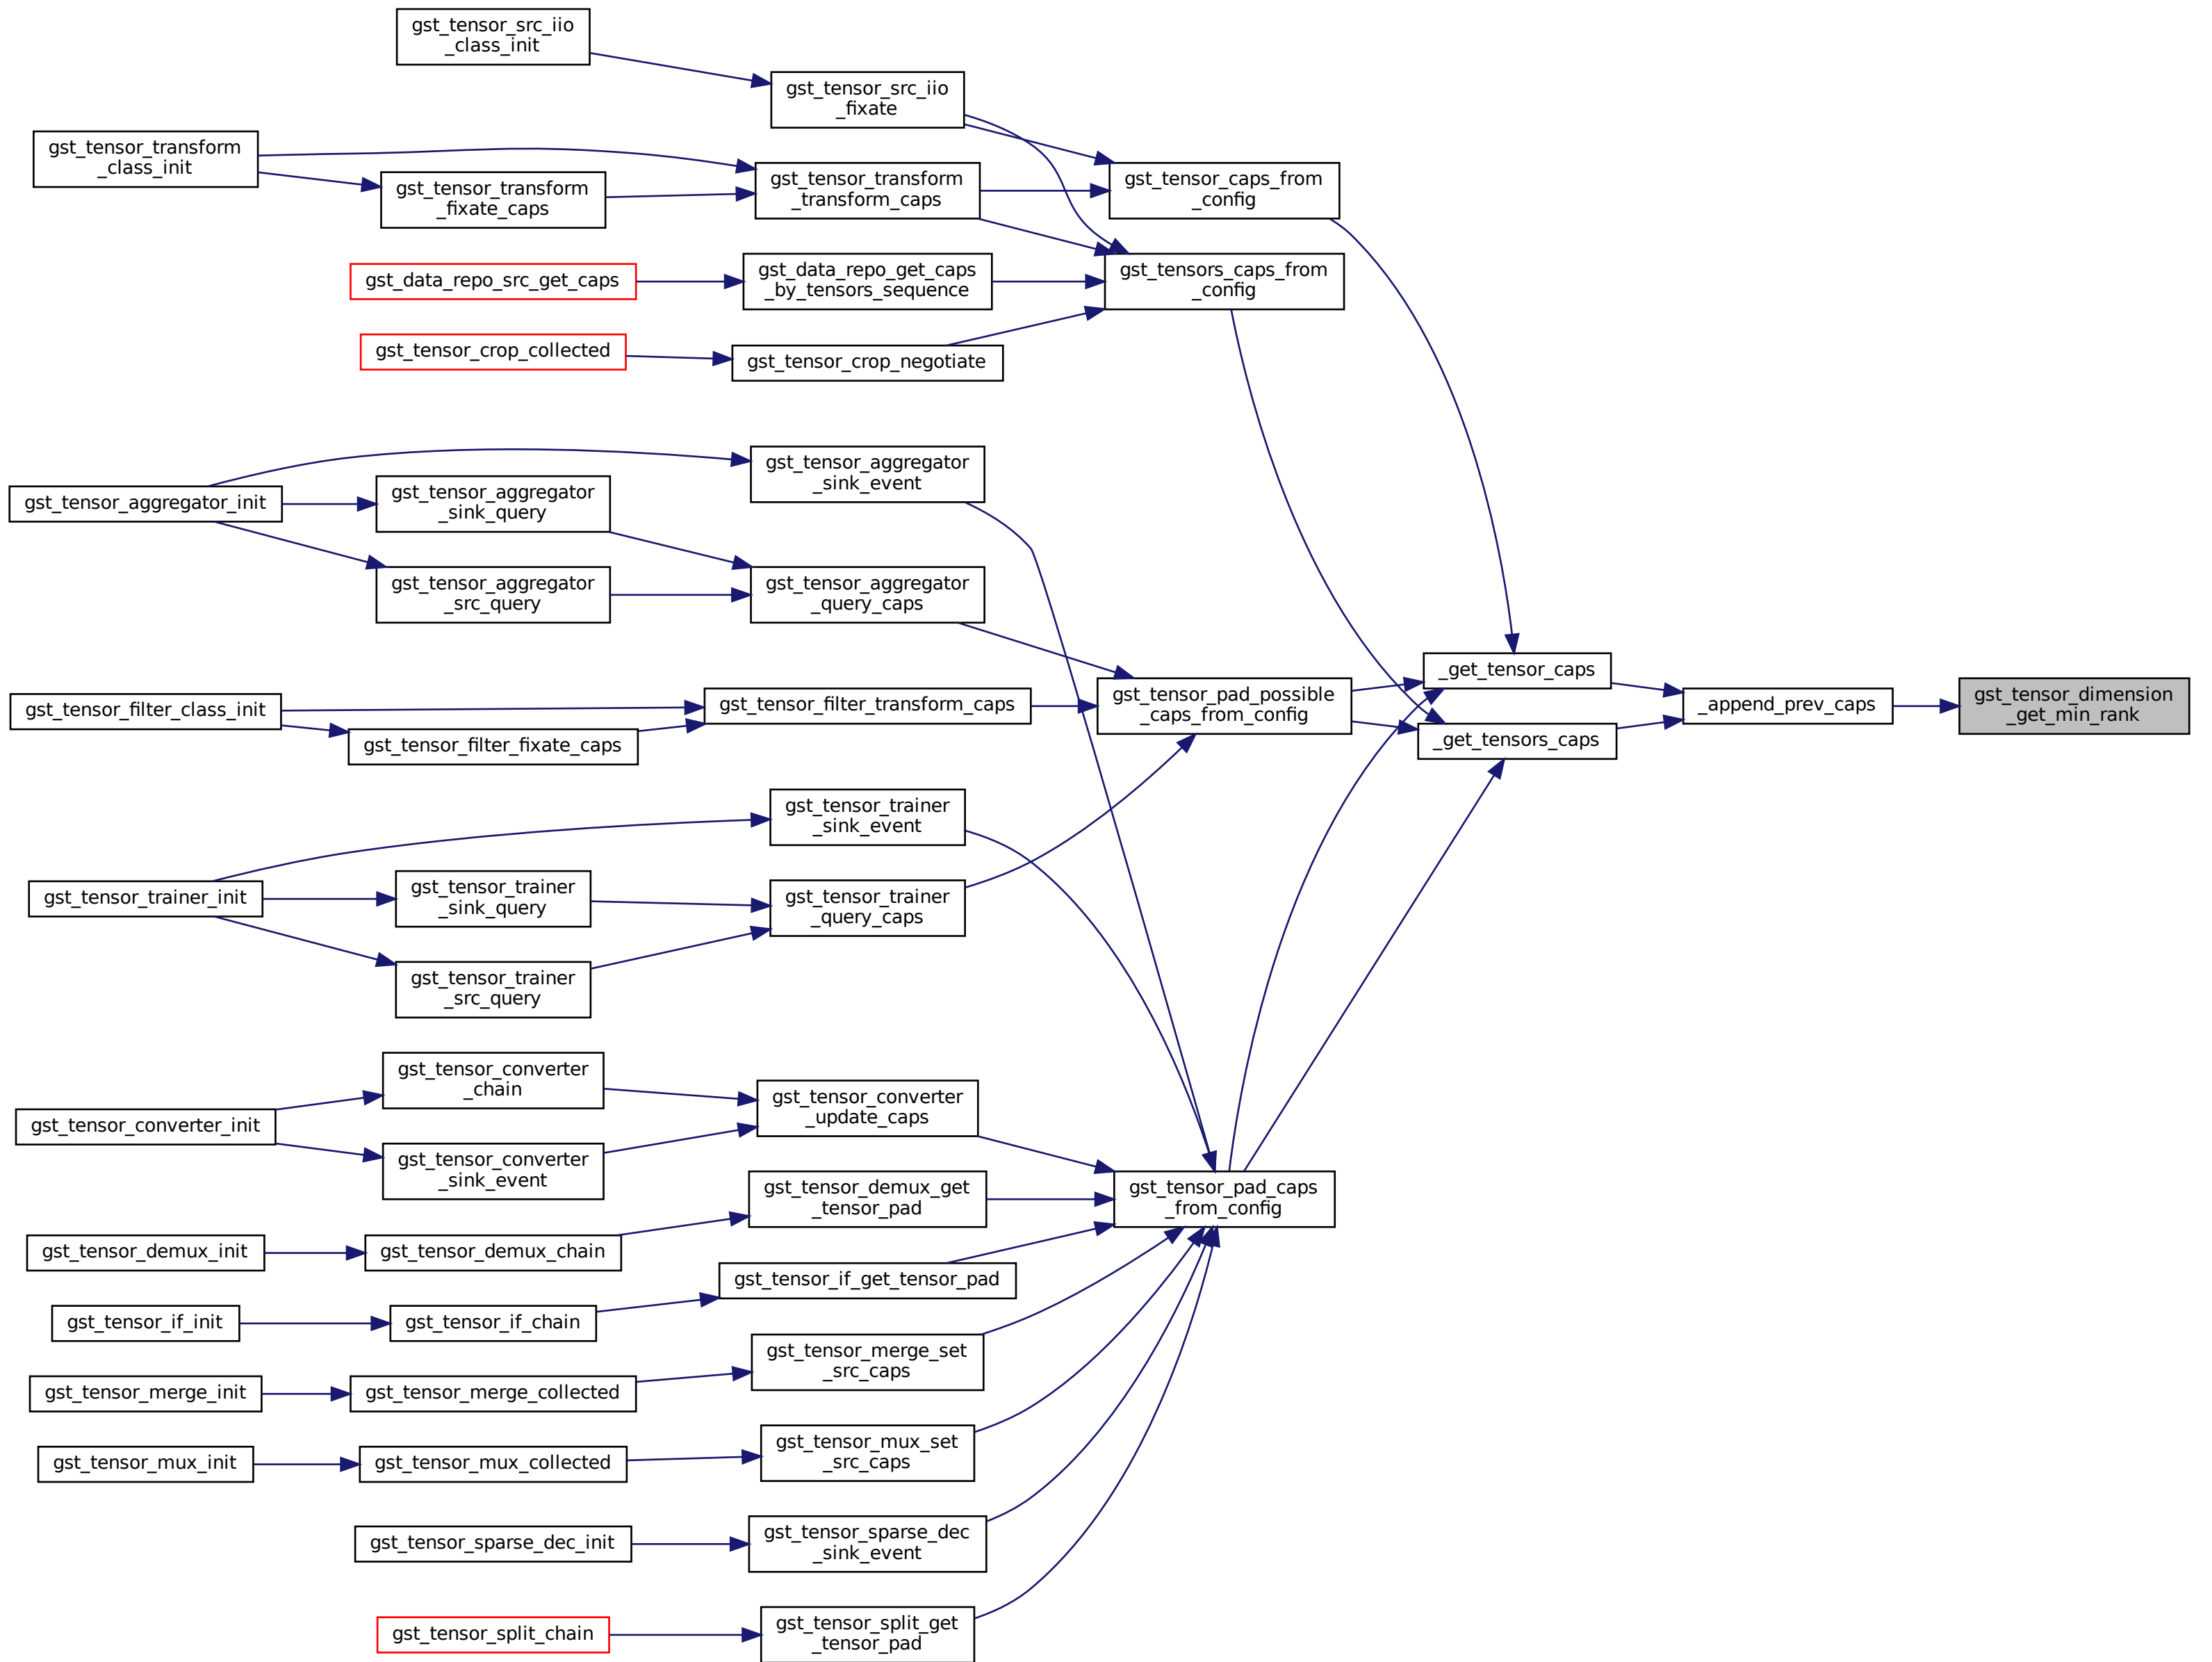 gst_tensor_src_iio
_class_init
gst_tensor_src_iio
_fixate
gst_tensor_transform
_class_init
gst_tensor_transform
_fixate_caps
gst_tensor_transform
_transform_caps
gst_tensor_caps_from
_config
gst_data_repo_src_get_caps
gst_data_repo_get_caps
_by_tensors_sequence
gst_tensors_caps_from
_config
gst_tensor_crop_collected
gst_tensor_crop_negotiate
gst_tensor_aggregator
_sink_event
gst_tensor_aggregator_init
gst_tensor_aggregator
_sink_query
gst_tensor_aggregator
_src_query
gst_tensor_aggregator
_query_caps
gst_tensor_filter_class_init
gst_tensor_filter_fixate_caps
gst_tensor_filter_transform_caps
gst_tensor_pad_possible
_caps_from_config
_get_tensor_caps
_get_tensors_caps
_append_prev_caps
gst_tensor_dimension
_get_min_rank
gst_tensor_trainer
_sink_event
gst_tensor_trainer_init
gst_tensor_trainer
_sink_query
gst_tensor_trainer
_query_caps
gst_tensor_trainer
_src_query
gst_tensor_converter
_chain
gst_tensor_converter_init
gst_tensor_converter
_update_caps
gst_tensor_converter
_sink_event
gst_tensor_demux_get
_tensor_pad
gst_tensor_pad_caps
_from_config
gst_tensor_demux_init
gst_tensor_demux_chain
gst_tensor_if_get_tensor_pad
gst_tensor_if_init
gst_tensor_if_chain
gst_tensor_merge_set
_src_caps
gst_tensor_merge_init
gst_tensor_merge_collected
gst_tensor_mux_set
_src_caps
gst_tensor_mux_init
gst_tensor_mux_collected
gst_tensor_sparse_dec_init
gst_tensor_sparse_dec
_sink_event
gst_tensor_split_chain
gst_tensor_split_get
_tensor_pad